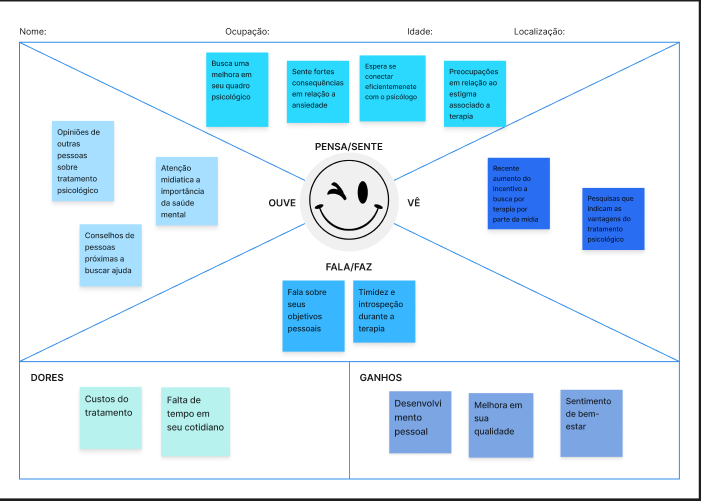 Nome:
Ocupação:
Idade:
Localização:
Busca uma
melhora em
seu quadro
psicológico
Sente fortes
consequências
em relação a
ansiedade
Espera se
conectar
eficientemenete
com o psicólogo
Preocupações
em relação ao
estigma
associado a
terapia
PENSA/SENTE
Opiniões de
outras
pessoas
sobre
tratamento
psicológico
Atenção
midiatica a
importância
da saúde
mental
Conselhos de
pessoas
próximas a
buscar ajuda
OUVE
VÊ
Recente
aumento do
incentivo a
busca por
terapia por
parte da mídia
Pesquisas que
indicam as
vantagens do
tratamento
psicológico
FALA/FAZ
Fala sobre
seus
objetivos
pessoais
Timidez e
introspeção
durante a
terapia
DORES
Custos do
tratamento
Falta de
tempo em
seu cotidiano
GANHOS
Desenvolvi
mento
pessoal
Melhora em
sua
qualidade
Sentimento
de bem-
estar